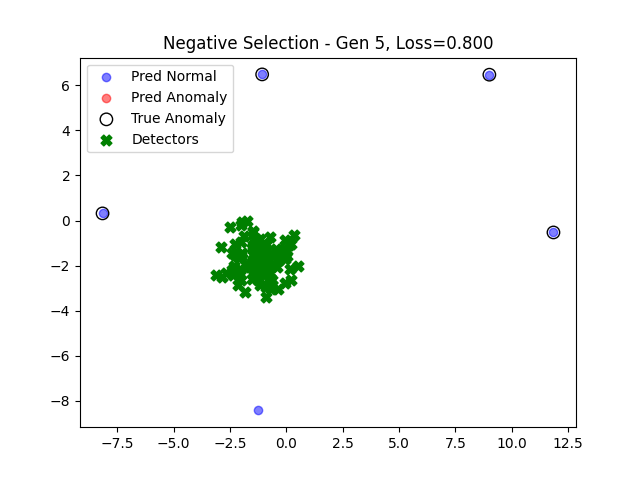 Negative Selection - Gen 5, Loss=0.800
Pred Normal
Pred Anomaly
True Anomaly
Detectors
6
4
2
0
−2
−4
−6
−8
−7.5 −5.0 −2.5 0.0 2.5 5.0 7.5 10.0 12.5